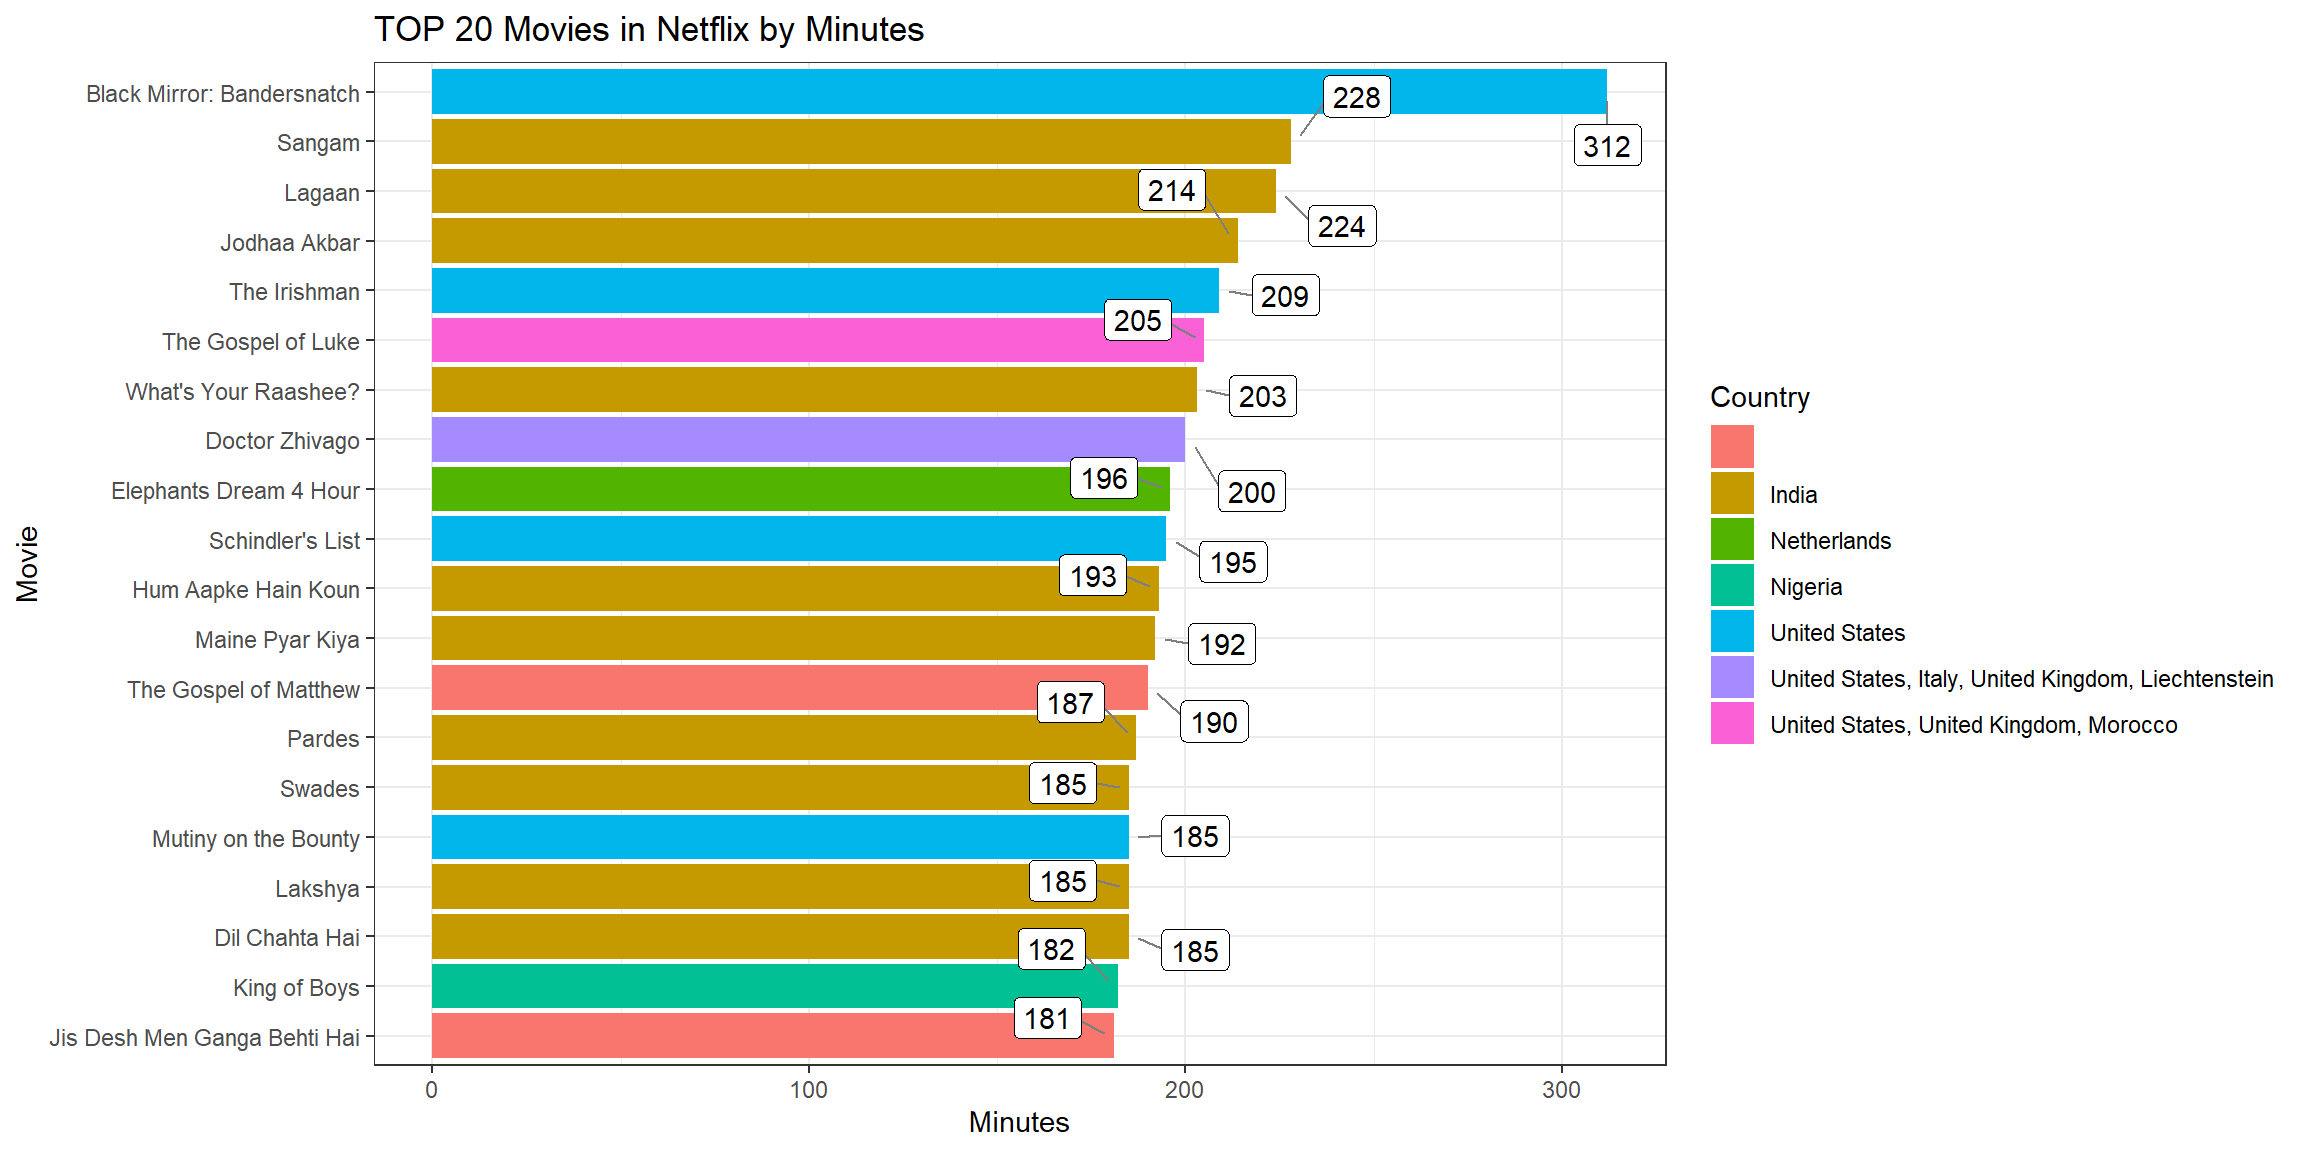 TOP 20 Movies in Netflix by Minutes
Black Mirror: Bandersnatch
228
Sangam
312
Lagaan
214
224
Jodhaa Akbar
The Irishman
209
The Gospel of Luke
205
What's Your Raashee?
203
Doctor Zhivago
Elephants Dream 4 Hour
196
200
Schindler's List
195
Hum Aapke Hain Koun
193
Maine Pyar Kiya
192
The Gospel of Matthew
187
190
Pardes
Swades
185
Mutiny on the Bounty
185
Lakshya
185
Dil Chahta Hai
182
185
King of Boys
Jis Desh Men Ganga Behti Hai
181
0
100
200
300
Minutes
Movie
Country
India
Netherlands
Nigeria
United States
United States, Italy, United Kingdom, Liechtenstein
United States, United Kingdom, Morocco